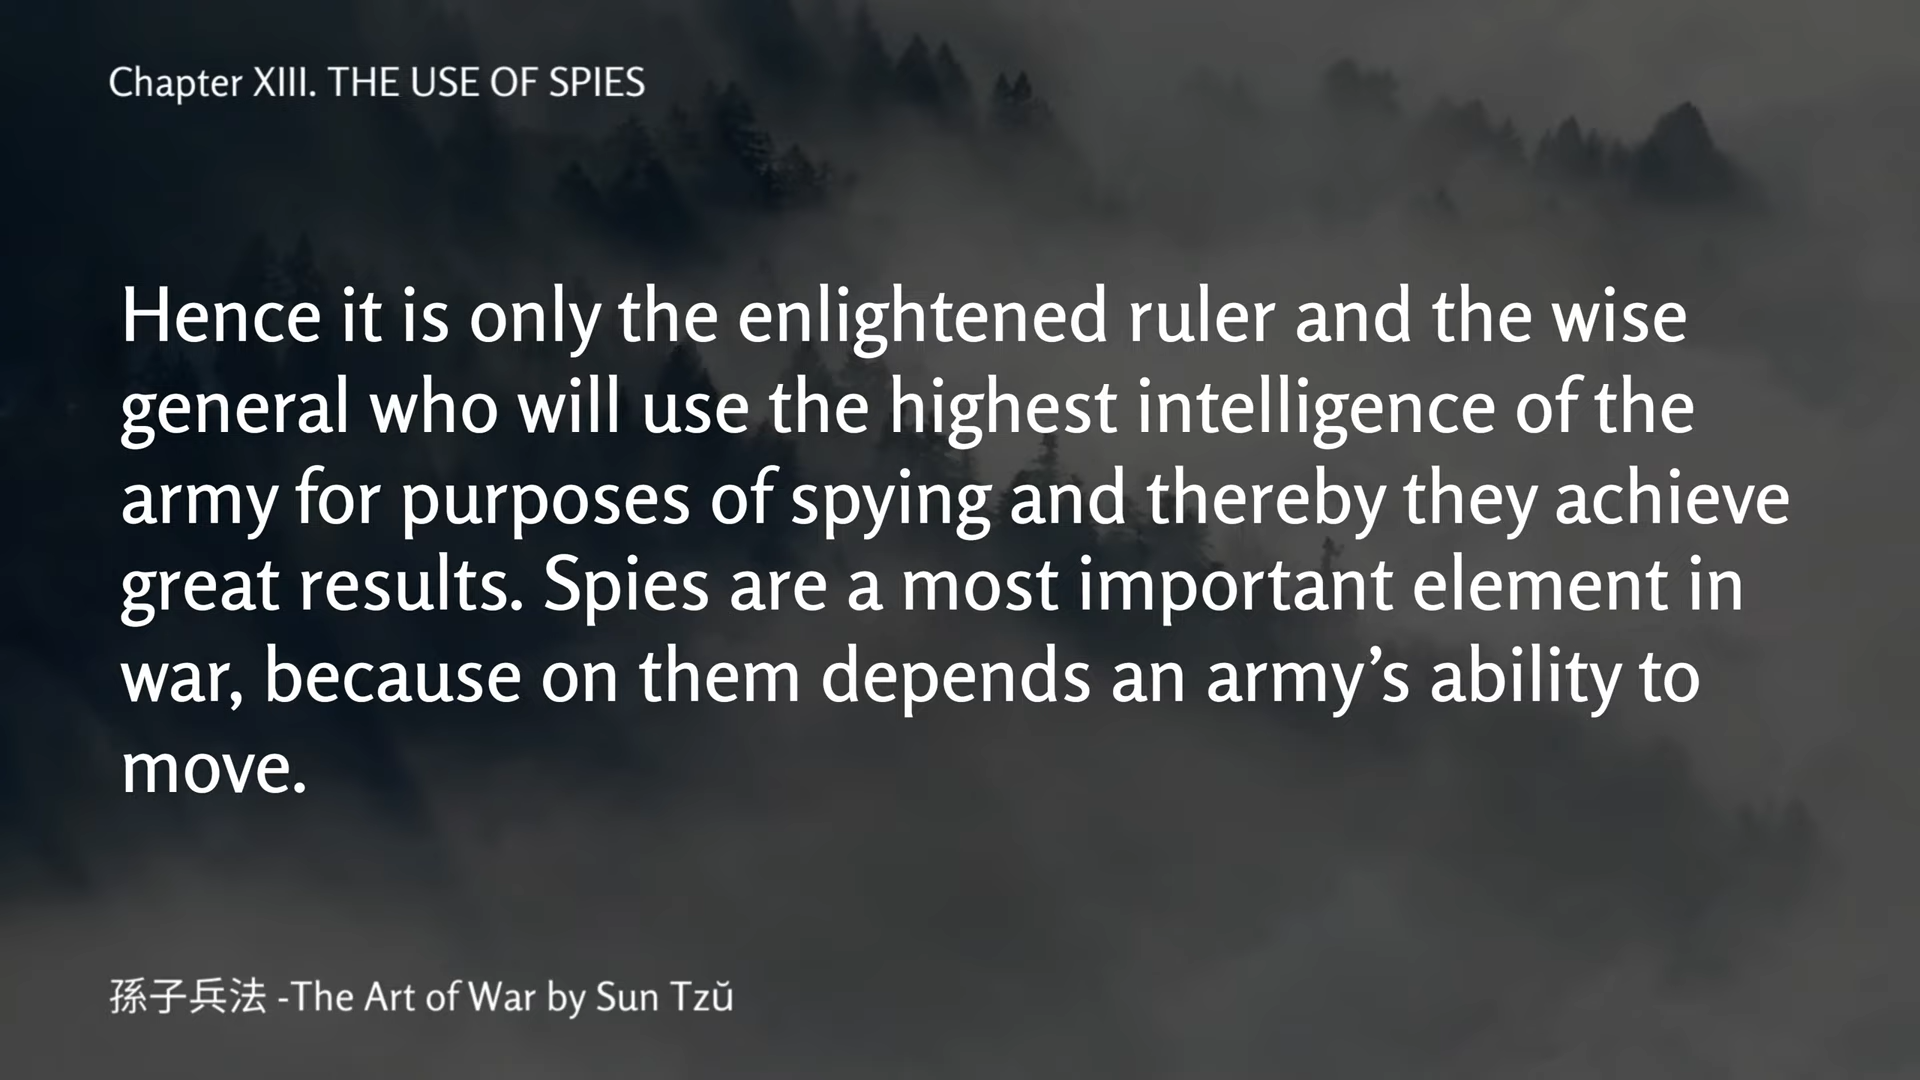 Chapter XIII. THE USE OF SPIES
Hence it is only the enlightened ruler and the wise
general who will use the highest intelligence of the
army for purposes of spying and thereby they achieve
great results. Spies are a most important element in
war, because on them depends an army’s ability to
move.
孫子兵法 -The Art of War by Sun Tzŭ